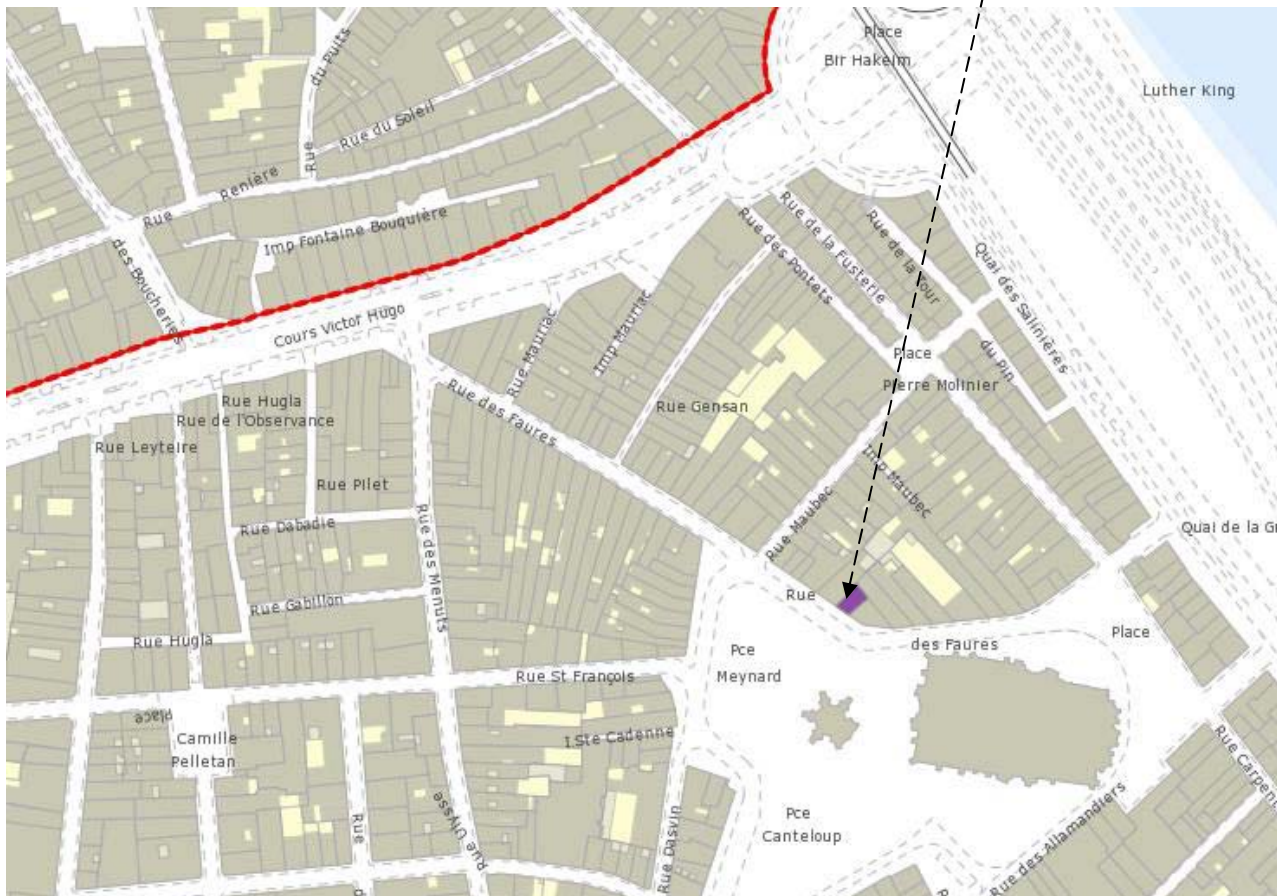 Place
Bir Hakeim
Luther King
du Puits
Rue
Rue du Soleil
Rue
Renière
Imp Fontaine Bouquière
des Boucheries
Cours Victor Hugo
Rue des Pontets
Rue de la Fusterie
Rue de la Tour
Quai des Salinières
du Pin
Place
Pierre Molinier
Rue Mauriac
Imp Mauriac
Rue des Faures
Rue Gensan
Rue Hugla
Rue de l'Observance
Rue Leyteire
Rue Pilet
Rue Dabadie
Rue des Menuts
Rue Gabillon
Rue Hugla
Imp Maubec
Rue Maubec
Quai de la Gr
Rue
des Faures
Place
Pce
Meynard
Rue St François
Place
Camille
Pelletan
I.Ste Cadenne
Rue Ulysse
Rue
d
Rue Dasvin
Pce
Canteloup
Rue des Allamandiers
Rue Carpen